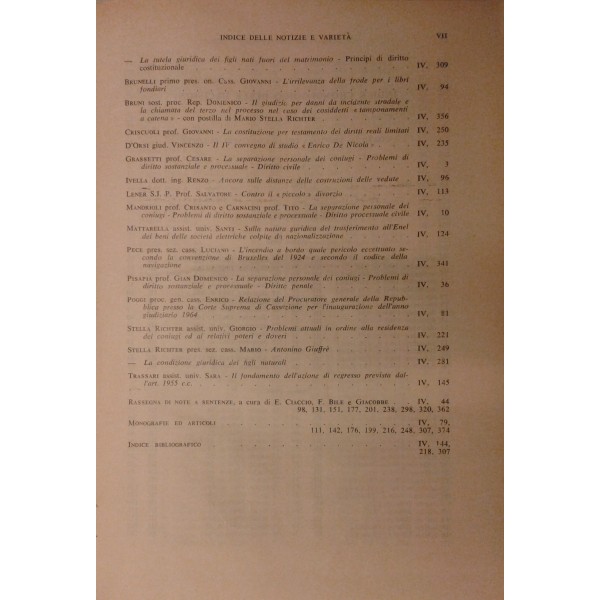 INDICE DELLE NOTIZIE E VARIETÀ VII
— La tutela giuridica dei figli nati fuori del matrimonio - Principi di diritto
costituzionale . . . IV, 309
BRUNELLI primo pres. on. Cass. GIOVANNI - L'irrilevanza della frode per i libri
fondiari . . . IV, 94
BRUNI sost. proc. Rep. DOMENICO - Il giudizio per danni da incidente stradale e
la chiamata del terzo nel processo nel caso dei cosiddetti «tamponamenti
a catena» - con postilla di MARIO STELLA RICHTER . . . IV, 356
CRISCUOLI prof. GIOVANNI - La costituzione per testamento dei diritti reali limitati IV, 250
D'ORSI giud. VINCENZO - Il IV convegno di studio «Enrico De Nicola» . . . IV, 235
GRASSETTI prof. CESARE - La separazione personale dei coniugi - Problemi di
diritto sostanziale e processuale - Diritto civile . . . IV, 3
IVELLA dott. ing. RENZO - Ancora sulle distanze delle costruzioni delle vedute . IV, 96
LENER S.I. P. Prof. SALVATORE - Contro il «piccolo» divorzio . . . IV, 113
MANDRIOLI prof. CRISANTO e CARNACINI prof. TITO - La separazione personale dei
coniugi - Problemi di diritto sostanziale e processuale - Diritto processuale civile IV, 10
MATTARELLA assist. univ. SANTI - Sulla natura giuridica del trasferimento all'Enel
dei beni delle società elettriche colpite da nazionalizzazione . . . IV, 124
PECE pres. sez. cass. LUCIANO - L'incendio a bordo quale pericolo eccettuato se-
condo la convenzione di Bruxelles del 1924 e secondo il codice della
navigazione . . . IV, 341
PISAPIA prof. GIAN DOMENICO - La separazione personale dei coniugi - Problemi di
diritto sostanziale e processuale - Diritto penale . . . IV, 36
POGGI proc. gen. cass. ENRICO - Relazione del Procuratore generale della Repub-
blica presso la Corte Suprema di Cassazione per l'inaugurazione dell'anno
giudiziario 1964 . . . IV, 81
STELLA RICHTER assist. univ. GIORGIO - Problemi attuali in ordine alla residenza
dei coniugi ed ai relativi poteri e doveri . . . IV, 221
STELLA RICHTER pres. sez. cass. MARIO - Antonino Giuffrè . . . IV, 249
— La condizione giuridica dei figli naturali . . . IV, 281
TRANSARI assist. univ. SARA - Il fondamento dell'azione di regresso prevista dal-
l'art. 1955 c.c. . . . IV, 145
RASSEGNA DI NOTE A SENTENZE, a cura di E. CIACCIO, F. BILE e GIACOBBE . . IV, 44
98, 131, 151, 177, 201, 238, 298, 320, 362
MONOGRAFIE ED ARTICOLI . . . IV, 79,
111, 142, 176, 199, 216, 248, 307, 374
INDICE BIBLIOGRAFICO . . . IV, 144,
218, 307